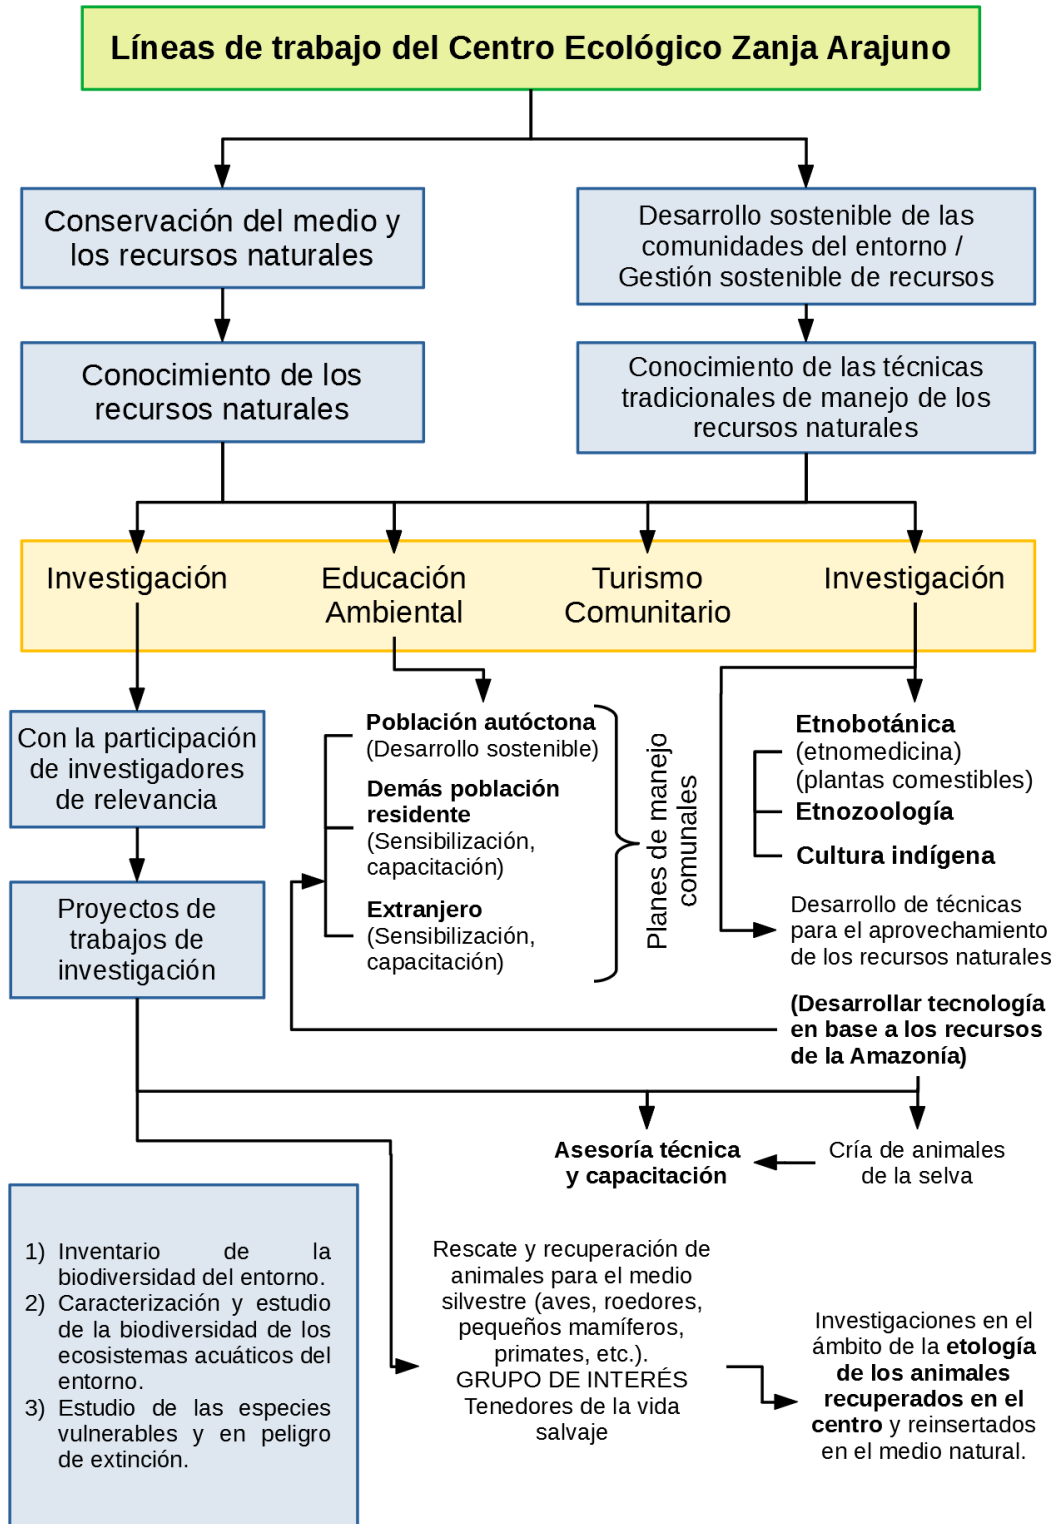 Líneas de trabajo del Centro Ecológico Zanja Arajuno
Conservación del medio y
los recursos naturales
Desarrollo sostenible de las
comunidades del entorno /
Gestión sostenible de recursos
Conocimiento de los
recursos naturales
Conocimiento de las técnicas
tradicionales de manejo de los
recursos naturales
Investigación
Educación
Ambiental
Turismo
Comunitario
Investigación
Con la participación
de investigadores
de relevancia
Proyectos de
trabajos de
investigación
Población autóctona
(Desarrollo sostenible)
Demás población
residente
(Sensibilización,
capacitación)
Extranjero
(Sensibilización,
capacitación)
Planes de manejo
comunales
Etnobotánica
(etnomedicina)
(plantas comestibles)
Etnozoología
Cultura indígena
Desarrollo de técnicas
para el aprovechamiento
de los recursos naturales
(Desarrollar tecnología
en base a los recursos
de la Amazonía)
Asesoría técnica
y capacitación
Cría de animales
de la selva
1) Inventario de la
biodiversidad del entorno.
2) Caracterización y estudio
de la biodiversidad de los
ecosistemas acuáticos del
entorno.
3) Estudio de las especies
vulnerables y en peligro
de extinción.
Rescate y recuperación de
animales para el medio
silvestre (aves, roedores,
pequeños mamíferos,
primates, etc.).
GRUPO DE INTERÉS
Tenedores de la vida
salvaje
Investigaciones en el
ámbito de la etología
de los animales
recuperados en el
centro y reinsertados
en el medio natural.